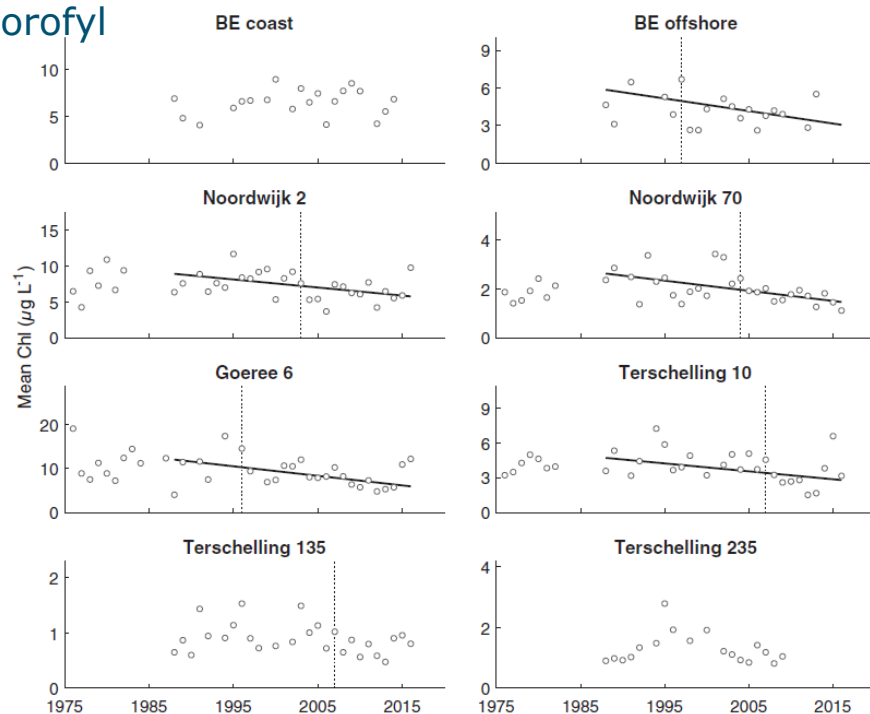 orofyl
BE coast
BE offshore
10
5
0
9
6
3
0
Noordwijk 2
Noordwijk 70
15
10
5
0
4
2
0
Mean Chl (µg L⁻¹)
Goeree 6
Terschelling 10
20
10
0
9
6
3
0
Terschelling 135
Terschelling 235
2
1
0
4
2
0
1975 1985 1995 2005 2015
1975 1985 1995 2005 2015